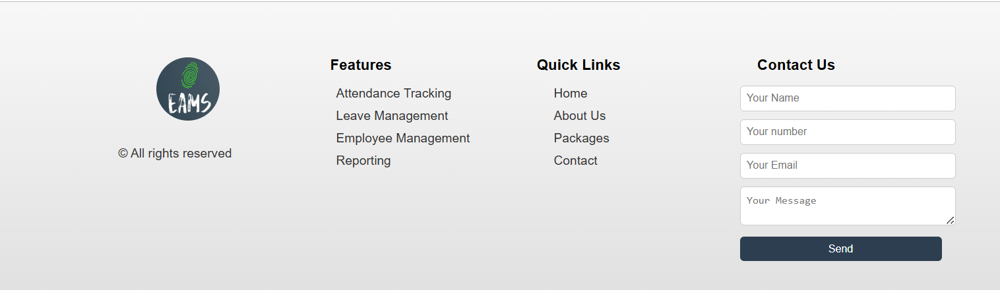 EAMS
© All rights reserved
Features
Attendance Tracking
Leave Management
Employee Management
Reporting
Quick Links
Home
About Us
Packages
Contact
Contact Us
Your Name
Your number
Your Email
Your Message
Send